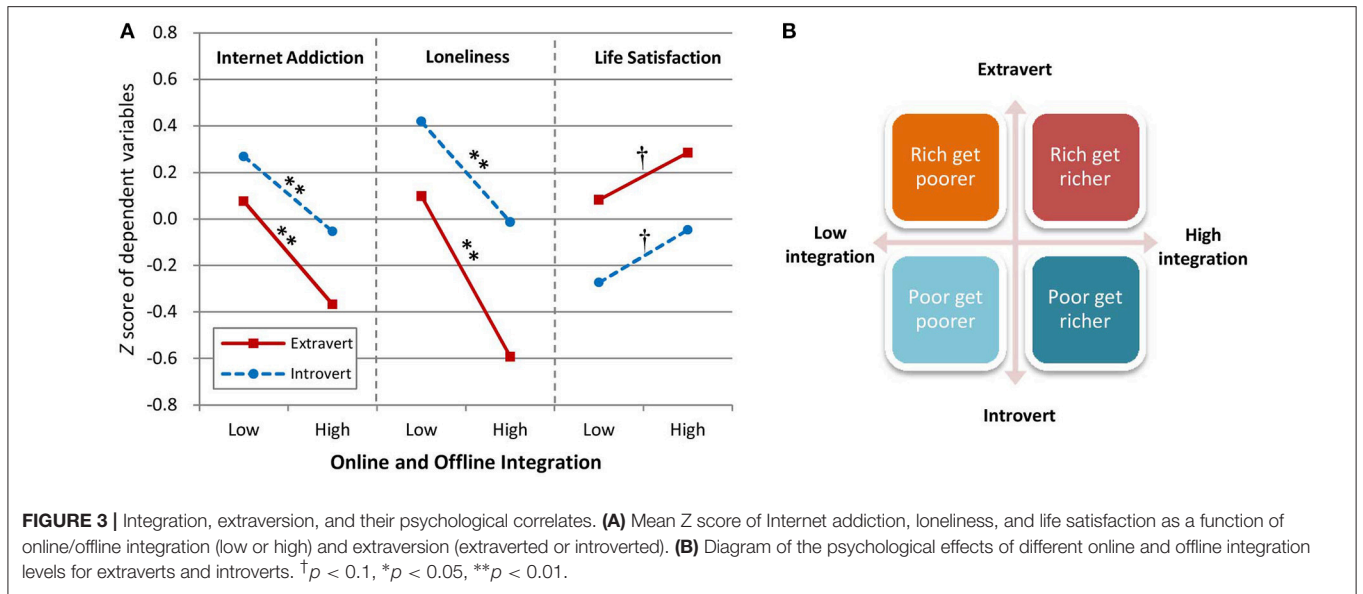 A
0.8
Internet Addiction
Loneliness
Life Satisfaction
0.6
0.4
0.2
0.0
-0.2
-0.4
-0.6
-0.8
Z score of dependent variables
**
**
**
**
†
†
Extravert
Introvert
Low High Low High Low High
Online and Offline Integration
B
Extravert
Rich get
poorer
Rich get
richer
Low
integration
High
integration
Poor get
poorer
Poor get
richer
Introvert
FIGURE 3 | Integration, extraversion, and their psychological correlates. (A) Mean Z score of Internet addiction, loneliness, and life satisfaction as a function of
online/offline integration (low or high) and extraversion (extraverted or introverted). (B) Diagram of the psychological effects of different online and offline integration
levels for extraverts and introverts. †p < 0.1, *p < 0.05, **p < 0.01.